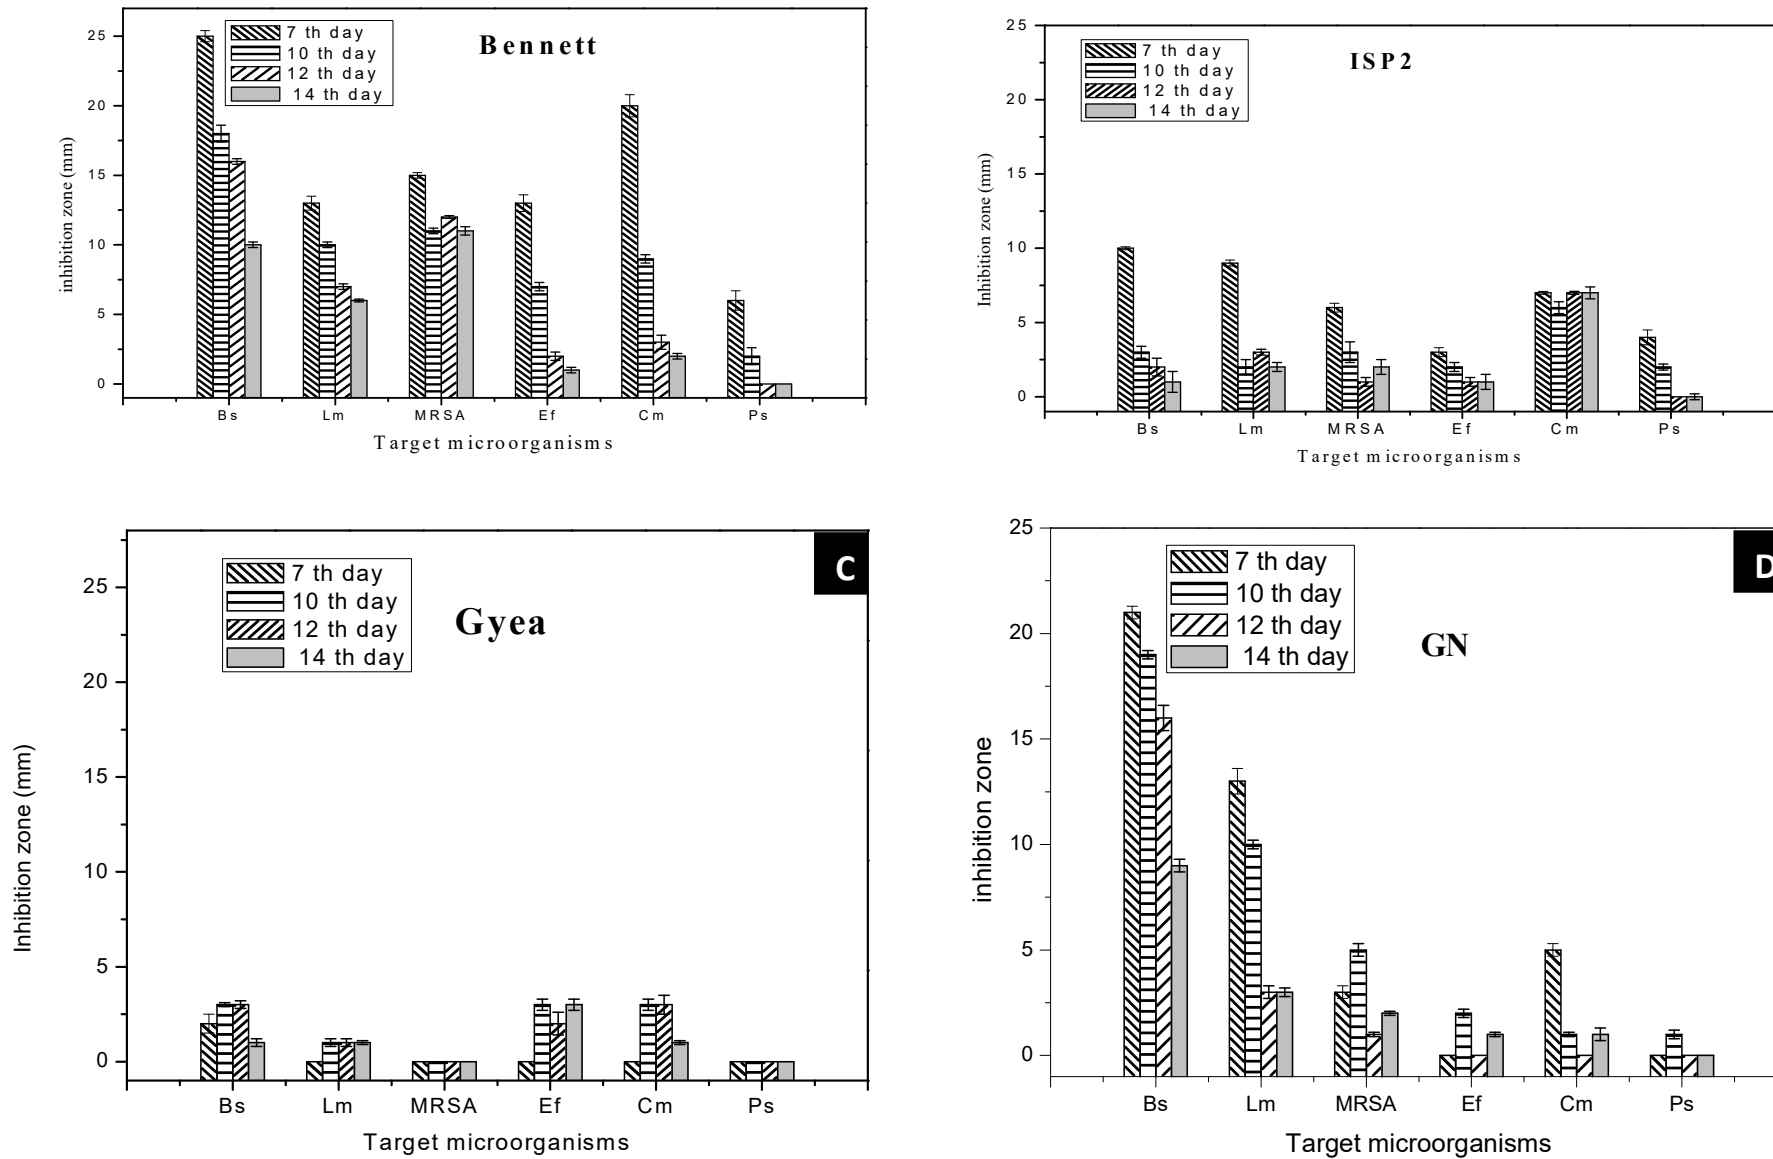 Bennett
7 th day
10 th day
12 th day
14 th day
25
20
15
10
5
0
inhibition zone (mm)
Bs Lm MRSA Ef Cm Ps
Target microorganisms
ISP2
7 th day
10 th day
12 th day
14 th day
25
20
15
10
5
0
Inhibition zone (mm)
Bs Lm MRSA Ef Cm Ps
Target microorganisms
C
Gyea
7 th day
10 th day
12 th day
14 th day
25
20
15
10
5
0
Inhibition zone (mm)
Bs Lm MRSA Ef Cm Ps
Target microorganisms
D
GN
7 th day
10 th day
12 th day
14 th day
25
20
15
10
5
0
inhibition zone
Bs Lm MRSA Ef Cm Ps
Target microorganisms